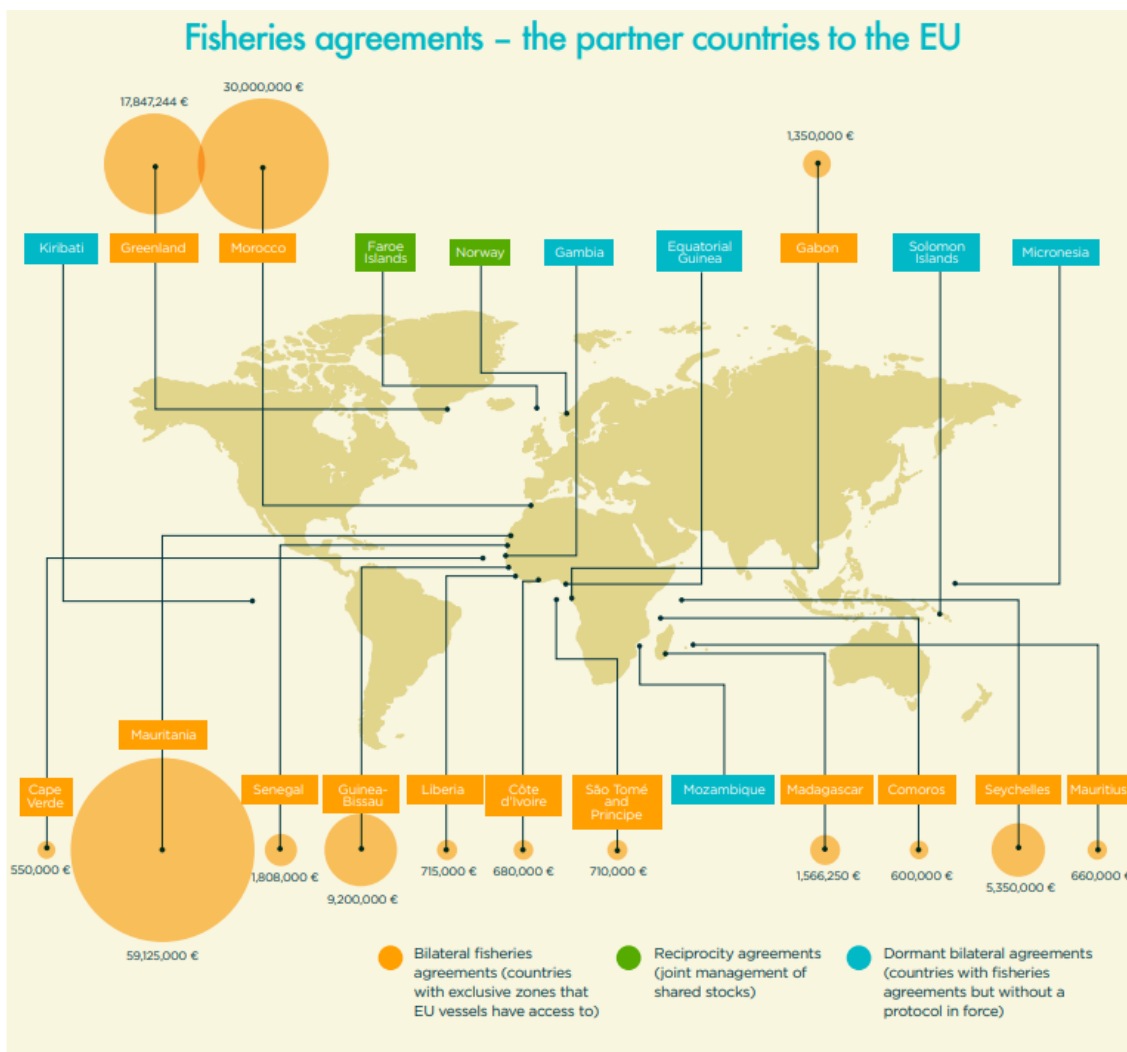 Fisheries agreements – the partner countries to the EU
17,847,244 €
30,000,000 €
1,350,000 €
Kiribati
Greenland
Morocco
Faroe
Islands
Norway
Gambia
Equatorial
Guinea
Gabon
Solomon
Islands
Micronesia
Mauritania
Cape
Verde
Senegal
Guinea-
Bissau
Liberia
Côte
d'Ivoire
São Tomé
and
Principe
Mozambique
Madagascar
Comoros
Seychelles
Mauritius
550,000 €
59,125,000 €
1,808,000 €
9,200,000 €
715,000 €
680,000 €
710,000 €
1,566,250 €
600,000 €
5,350,000 €
660,000 €
Bilateral fisheries
agreements (countries
with exclusive zones that
EU vessels have access to)
Reciprocity agreements
(joint management of
shared stocks)
Dormant bilateral agreements
(countries with fisheries
agreements but without a
protocol in force)